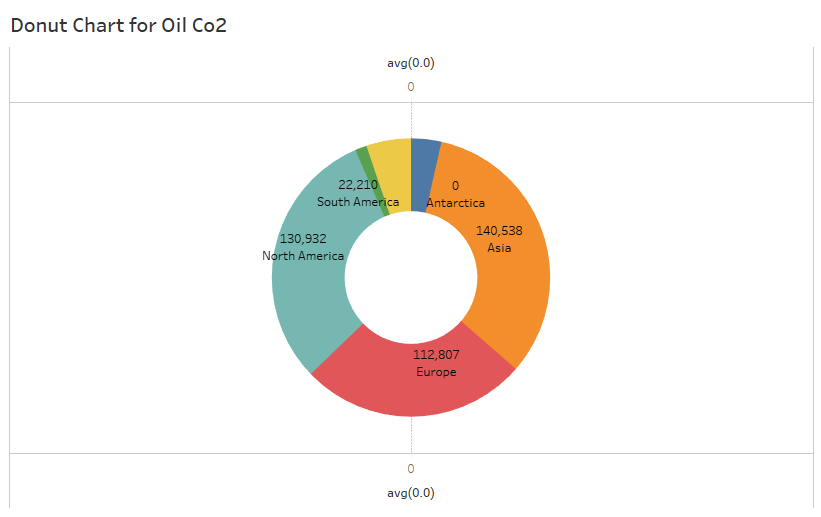 Donut Chart for Oil Co2
avg(0.0)
0
22,210
South America
0
Antarctica
140,538
Asia
130,932
North America
112,807
Europe
0
avg(0.0)